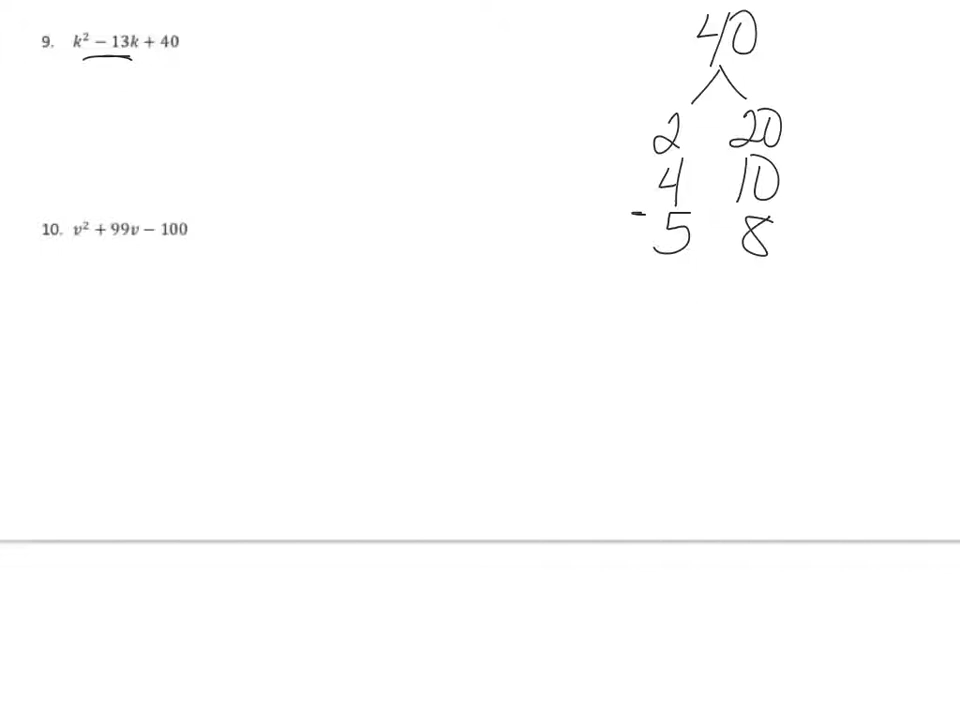 9. k² − 13k + 40
40
2 20
4 10
-5 8
10. v² + 99v − 100